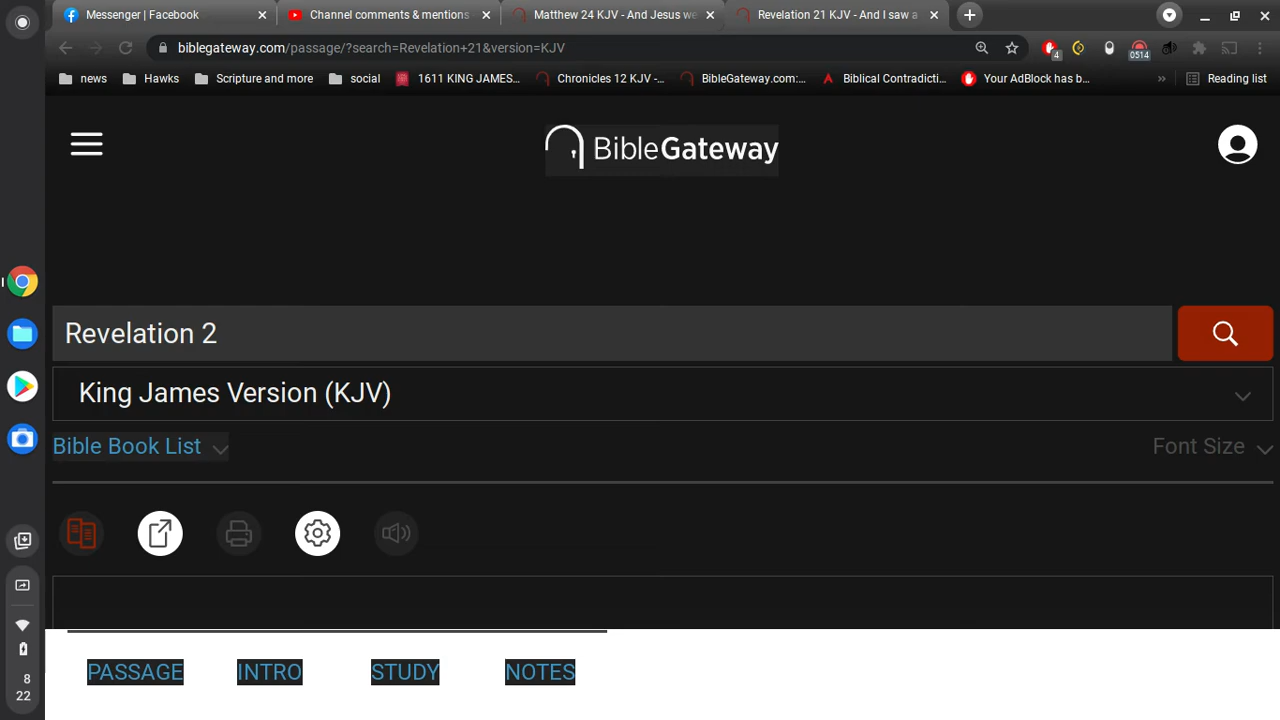 Messenger | Facebook
Channel comments & mentions
Matthew 24 KJV - And Jesus we
Revelation 21 KJV - And I saw a
biblegateway.com/passage/?search=Revelation+21&version=KJV
4
0514
news
Hawks
Scripture and more
social
1611 KING JAMES...
Chronicles 12 KJV -...
BibleGateway.com:...
Biblical Contradicti...
Your AdBlock has b...
»
Reading list
BibleGateway
Revelation 2
King James Version (KJV)
Bible Book List
Font Size
PASSAGE
INTRO
STUDY
NOTES
8
22